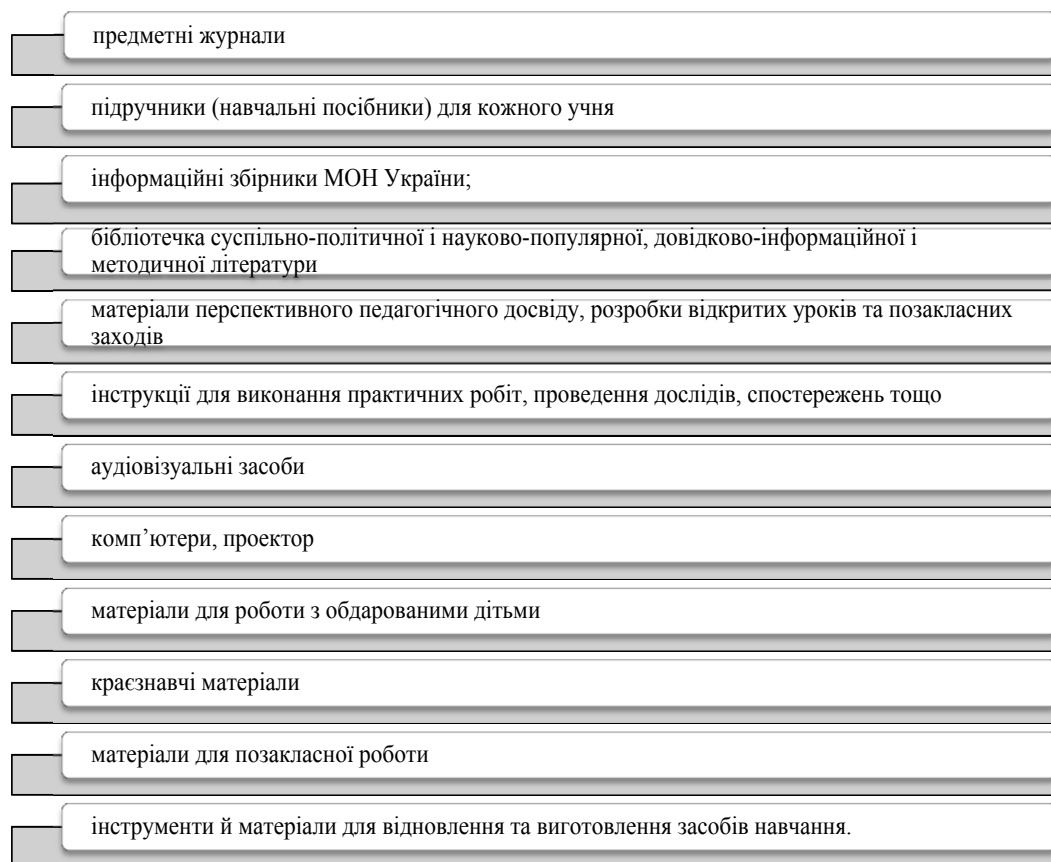 предметні журнали
підручники (навчальні посібники) для кожного учня
інформаційні збірники МОН України;
бібліотечка суспільно-політичної і науково-популярної, довідково-інформаційної і
методичної літератури
матеріали перспективного педагогічного досвіду, розробки відкритих уроків та позакласних
заходів
інструкції для виконання практичних робіт, проведення дослідів, спостережень тощо
аудіовізуальні засоби
комп’ютери, проектор
матеріали для роботи з обдарованими дітьми
краєзнавчі матеріали
матеріали для позакласної роботи
інструменти й матеріали для відновлення та виготовлення засобів навчання.